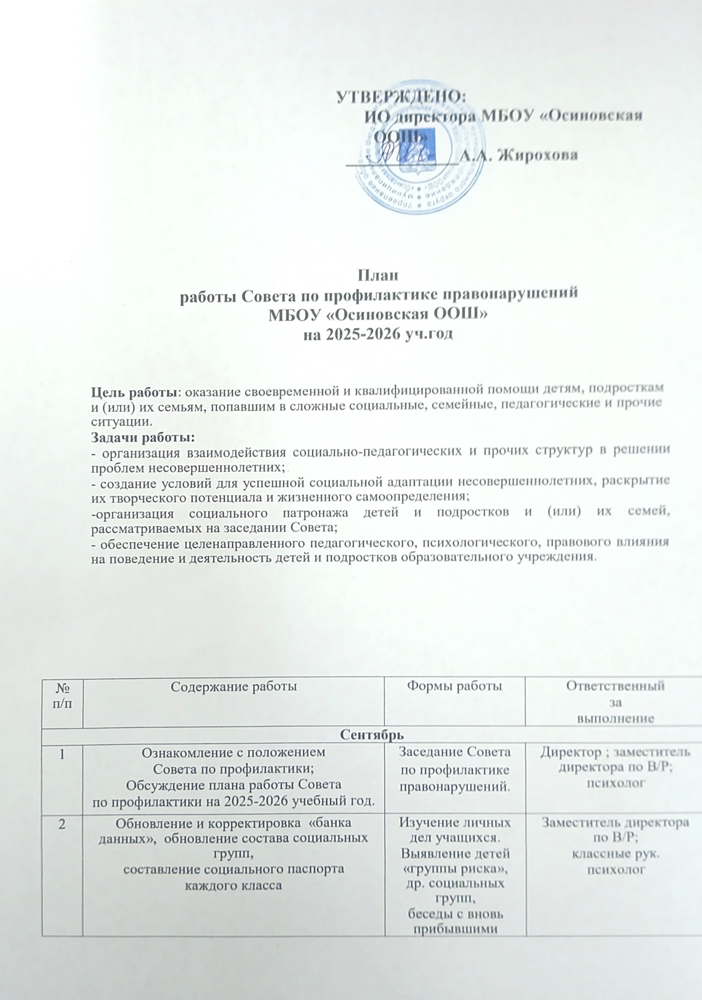 УТВЕРЖДЕНО:
ИО директора МБОУ «Осиновская
ООШ»
А.А. Жирохова
План
работы Совета по профилактике правонарушений
МБОУ «Осиновская ООШ»
на 2025-2026 уч.год
Цель работы: оказание своевременной и квалифицированной помощи детям, подросткам
и (или) их семьям, попавшим в сложные социальные, семейные, педагогические и прочие
ситуации.
Задачи работы:
- организация взаимодействия социально-педагогических и прочих структур в решении
проблем несовершеннолетних;
- создание условий для успешной социальной адаптации несовершеннолетних, раскрытие
их творческого потенциала и жизненного самоопределения;
-организация социального патронажа детей и подростков и (или) их семей,
рассматриваемых на заседании Совета;
- обеспечение целенаправленного педагогического, психологического, правового влияния
на поведение и деятельность детей и подростков образовательного учреждения.
№
п/п
Содержание работы
Формы работы
Ответственный
за
выполнение
Сентябрь
1
Ознакомление с положением
Совета по профилактики;
Обсуждение плана работы Совета
по профилактики на 2025-2026 учебный год.
Заседание Совета
по профилактике
правонарушений.
Директор ; заместитель
директора по В/Р;
психолог
2
Обновление и корректировка «банка
данных», обновление состава социальных
групп,
составление социального паспорта
каждого класса
Изучение личных
дел учащихся.
Выявление детей
«группы риска»,
др. социальных
групп,
беседы с вновь
прибывшими
Заместитель директора
по В/Р;
классные рук.
психолог